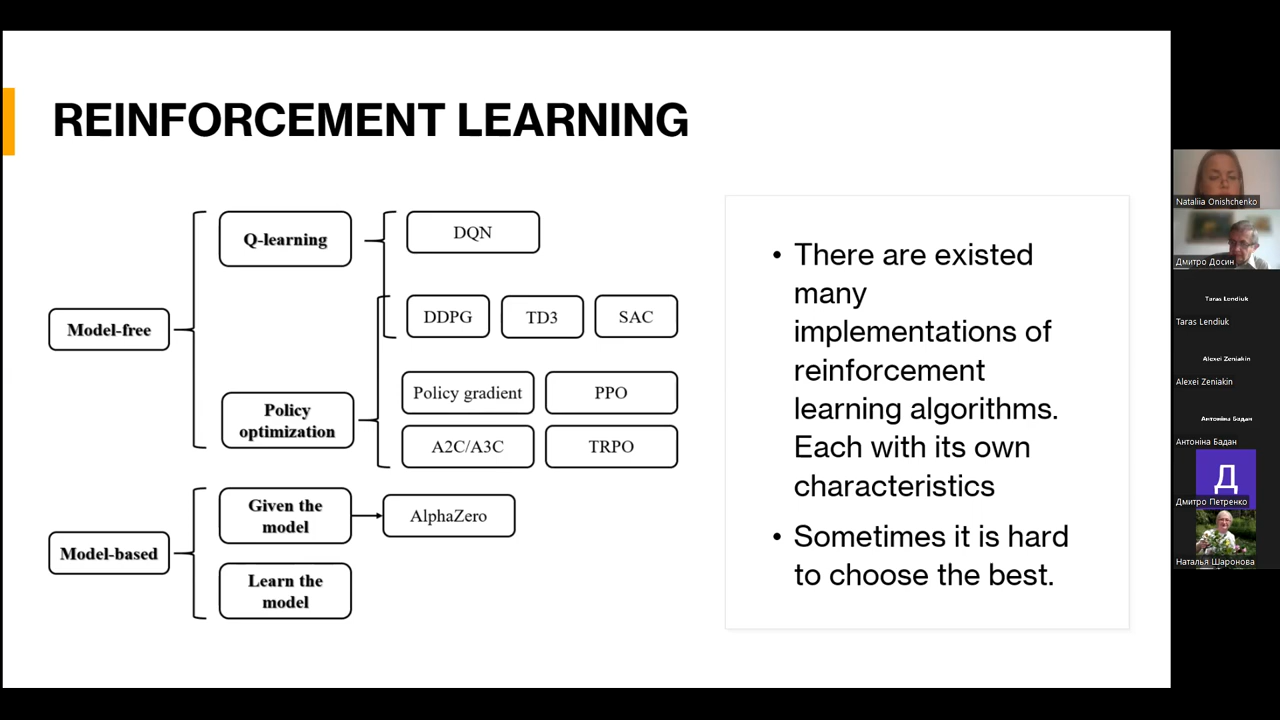 REINFORCEMENT LEARNING
Q-learning
DQN
DDPG
TD3
SAC
Model-free
Policy gradient
PPO
Policy
optimization
A2C/A3C
TRPO
Given the
model
AlphaZero
Model-based
Learn the
model
• There are existed
many
implementations of
reinforcement
learning algorithms.
Each with its own
characteristics
• Sometimes it is hard
to choose the best.
Nataliia Onishchenko
Дмитро Досин
Taras Lendiuk
Taras Lendiuk
Alexei Zeniakin
Alexei Zeniakin
Антоніна Бадан
Антоніна Бадан
Д
Дмитро Петренко
Наталья Шаронова